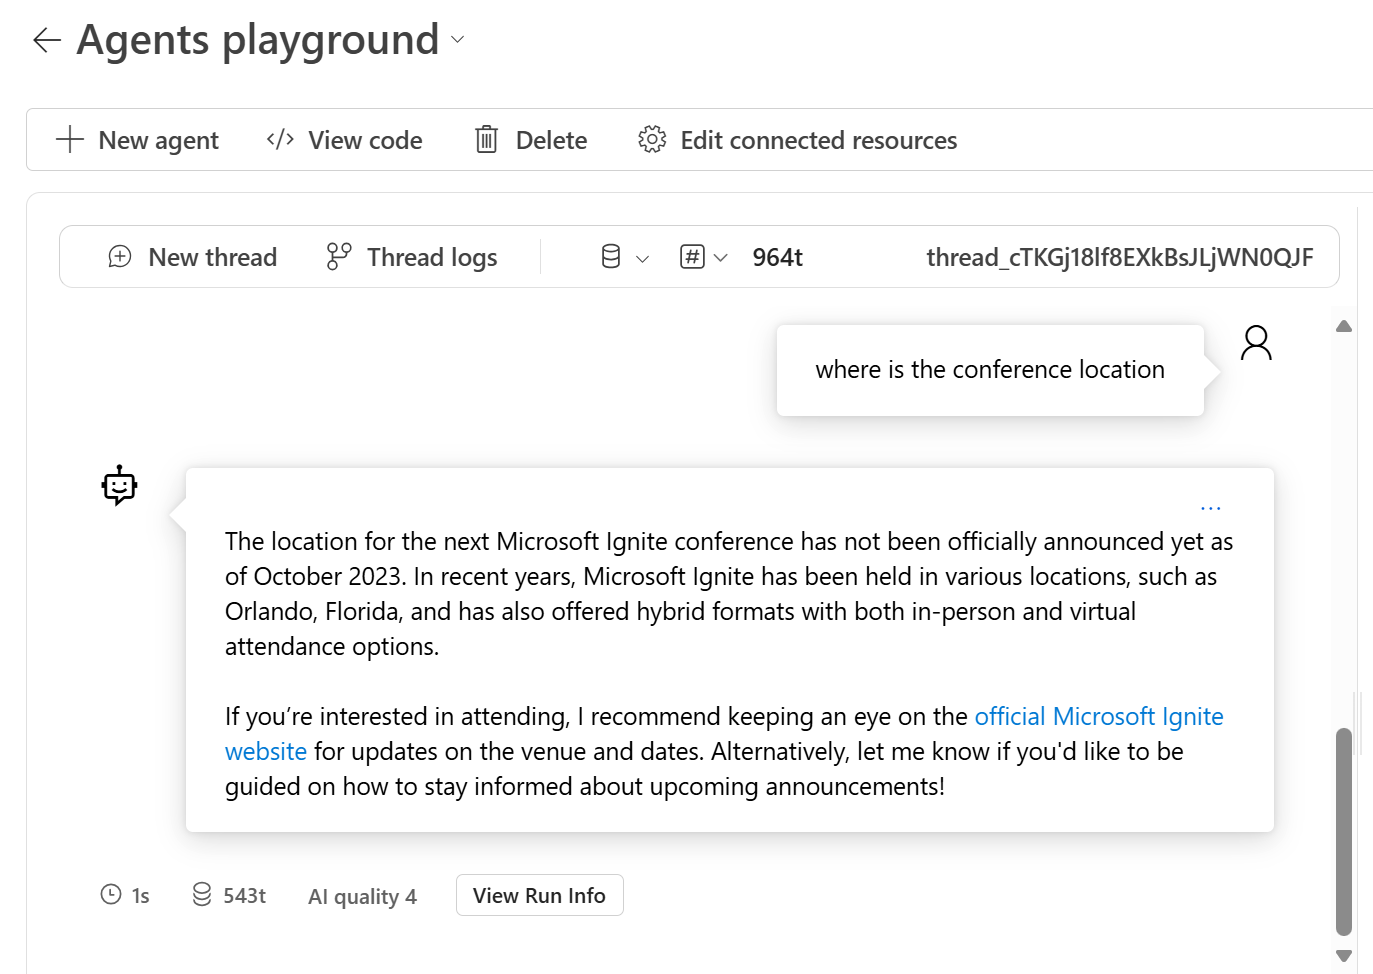 Agents playground
New agent
View code
Delete
Edit connected resources
New thread
Thread logs
964t
thread_cTKGj18lf8EXkBsJLjWN0QJF
where is the conference location
...
The location for the next Microsoft Ignite conference has not been officially announced yet as
of October 2023. In recent years, Microsoft Ignite has been held in various locations, such as
Orlando, Florida, and has also offered hybrid formats with both in-person and virtual
attendance options.
If you’re interested in attending, I recommend keeping an eye on the official Microsoft Ignite
website for updates on the venue and dates. Alternatively, let me know if you'd like to be
guided on how to stay informed about upcoming announcements!
1s
543t
AI quality 4
View Run Info